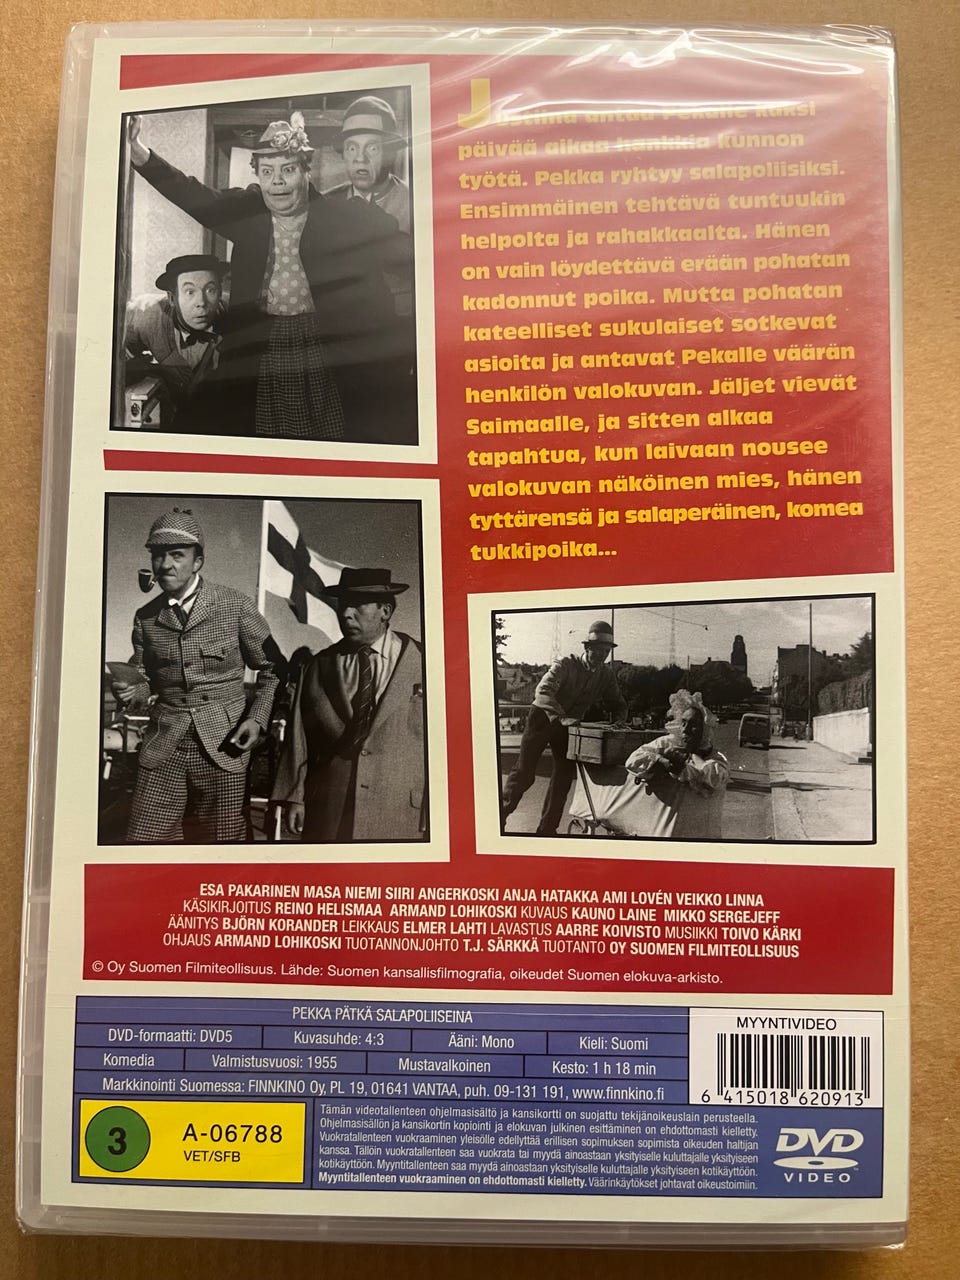 Justiina antaa Pekalle kaksi
päivää aikaa hankkia kunnon
työtä. Pekka ryhtyy salapoliisiksi.
Ensimmäinen tehtävä tuntuukin
helpolta ja rahakkaalta. Hänen
on vain löydettävä erään pohatan
kadonnut poika. Mutta pohatan
kateelliset sukulaiset sotkevat
asioita ja antavat Pekalle väärän
henkilön valokuvan. Jäljet vievät
Saimaalle, ja sitten alkaa
tapahtua, kun laivaan nousee
valokuvan näköinen mies, hänen
tyttärensä ja salaperäinen, komea
tukkipoika...
ESA PAKARINEN MASA NIEMI SIIRI ANGERKOSKI ANJA HATAKKA AMI LOVÉN VEIKKO LINNA
KÄSIKIRJOITUS REINO HELISMAA ARMAND LOHIKOSKI KUVAUS KAUNO LAINE MIKKO SERGEJEFF
ÄÄNITYS BJÖRN KORANDER LEIKKAUS ELMER LAHTI LAVASTUS AARRE KOIVISTO MUSIIKKI TOIVO KÄRKI
OHJAUS ARMAND LOHIKOSKI TUOTANNONJOHTO T.J. SÄRKKÄ TUOTANTO OY SUOMEN FILMITEOLLISUUS
© Oy Suomen Filmiteollisuus. Lähde: Suomen kansallisfilmografia, oikeudet Suomen elokuva-arkisto.
PEKKA PÄTKÄ SALAPOLIISEINA
DVD-formaatti: DVD5 Kuvasuhde: 4:3 Ääni: Mono Kieli: Suomi
Komedia Valmistusvuosi: 1955 Mustavalkoinen Kesto: 1 h 18 min
Markkinointi Suomessa: FINNKINO Oy, PL 19, 01641 VANTAA, puh. 09-131 191, www.finnkino.fi
MYYNTIVIDEO
6 415018 620913
3
A-06788
VET/SFB
Tämän videotallenteen ohjelmasisältö ja kansikortti on suojattu tekijänoikeuslain perusteella.
Ohjelmasisällön ja kansikortin kopiointi ja elokuvan julkinen esittäminen on ehdottomasti kielletty.
Vuokratallenteen vuokraaminen yleisölle edellyttää erillisen sopimuksen sopimista oikeuden haltijan
kanssa. Tällöin vuokratallenteen saa vuokrata tai myydä ainoastaan yksityiselle kuluttajalle yksityiseen
kotikäyttöön. Myyntitallenteen saa myydä ainoastaan yksityiselle kuluttajalle yksityiseen kotikäyttöön.
Myyntitallenteen vuokraaminen on ehdottomasti kielletty. Väärinkäytökset johtavat oikeustoimiin.
DVD
VIDEO